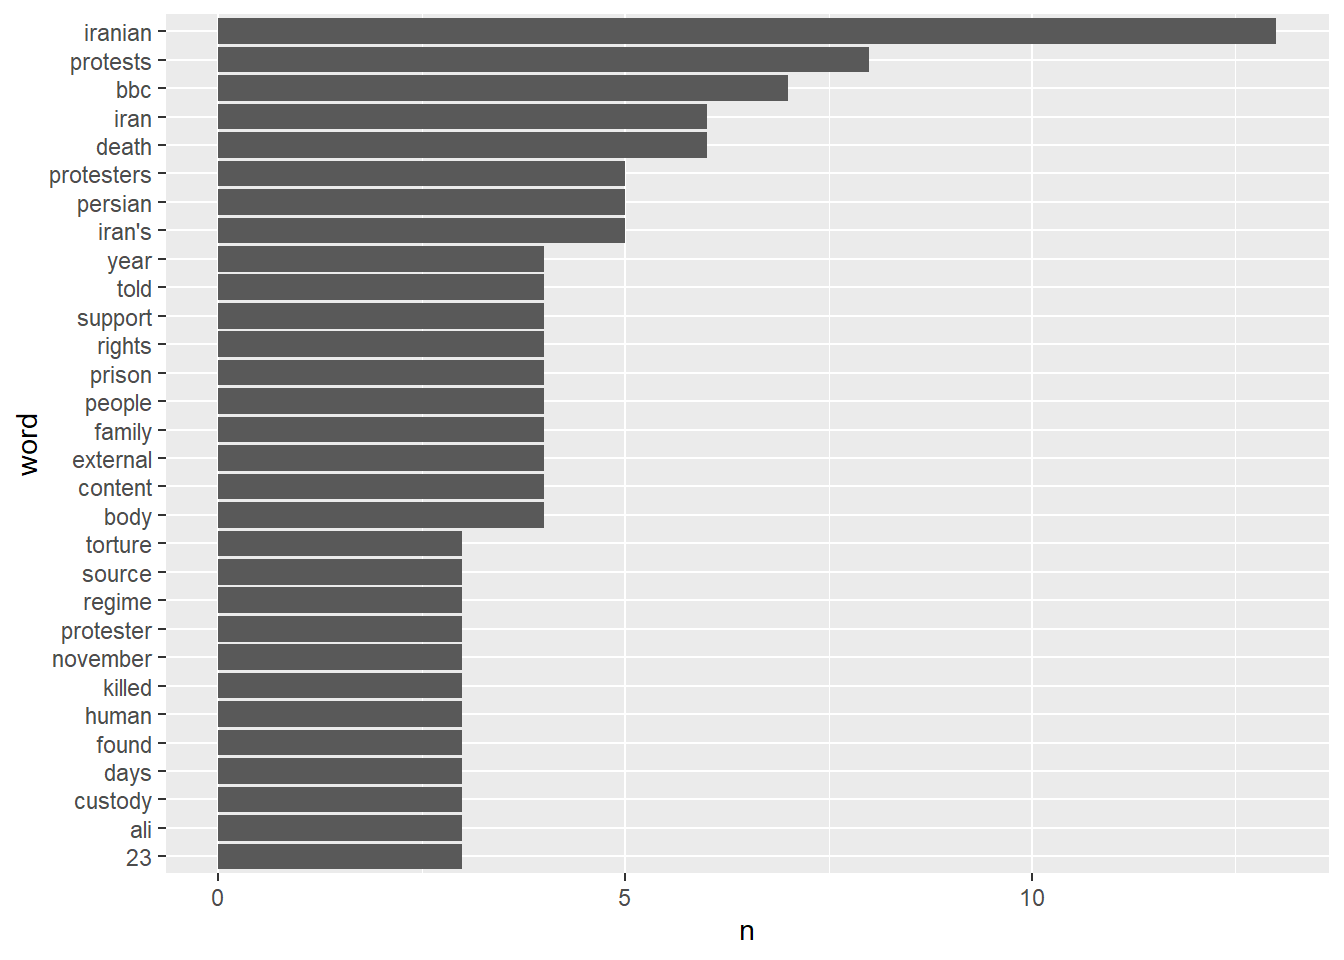 iranian
protests
bbc
iran
death
protesters
persian
iran's
year
told
support
rights
prison
people
family
external
content
body
torture
source
regime
protester
november
killed
human
found
days
custody
ali
23
word
0 5 10
n